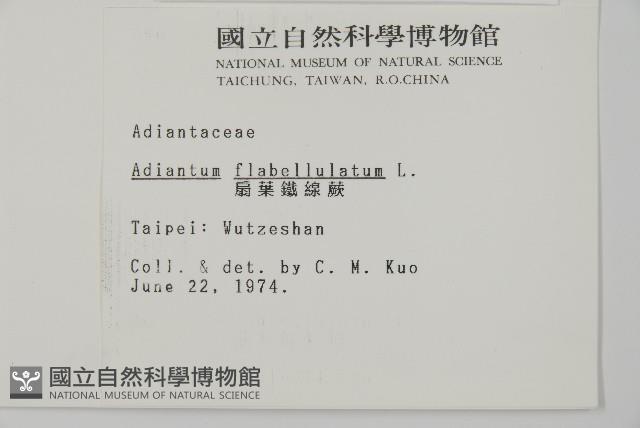 國立自然科學博物館
NATIONAL MUSEUM OF NATURAL SCIENCE
TAICHUNG, TAIWAN, R.O.CHINA
Adiantaceae
Adiantum flabellulatum L.
扇葉鐵線蕨
Taipei: Wutzeshan
Coll. & det. by C. M. Kuo
June 22, 1974.
國立自然科學博物館
NATIONAL MUSEUM OF NATURAL SCIENCE